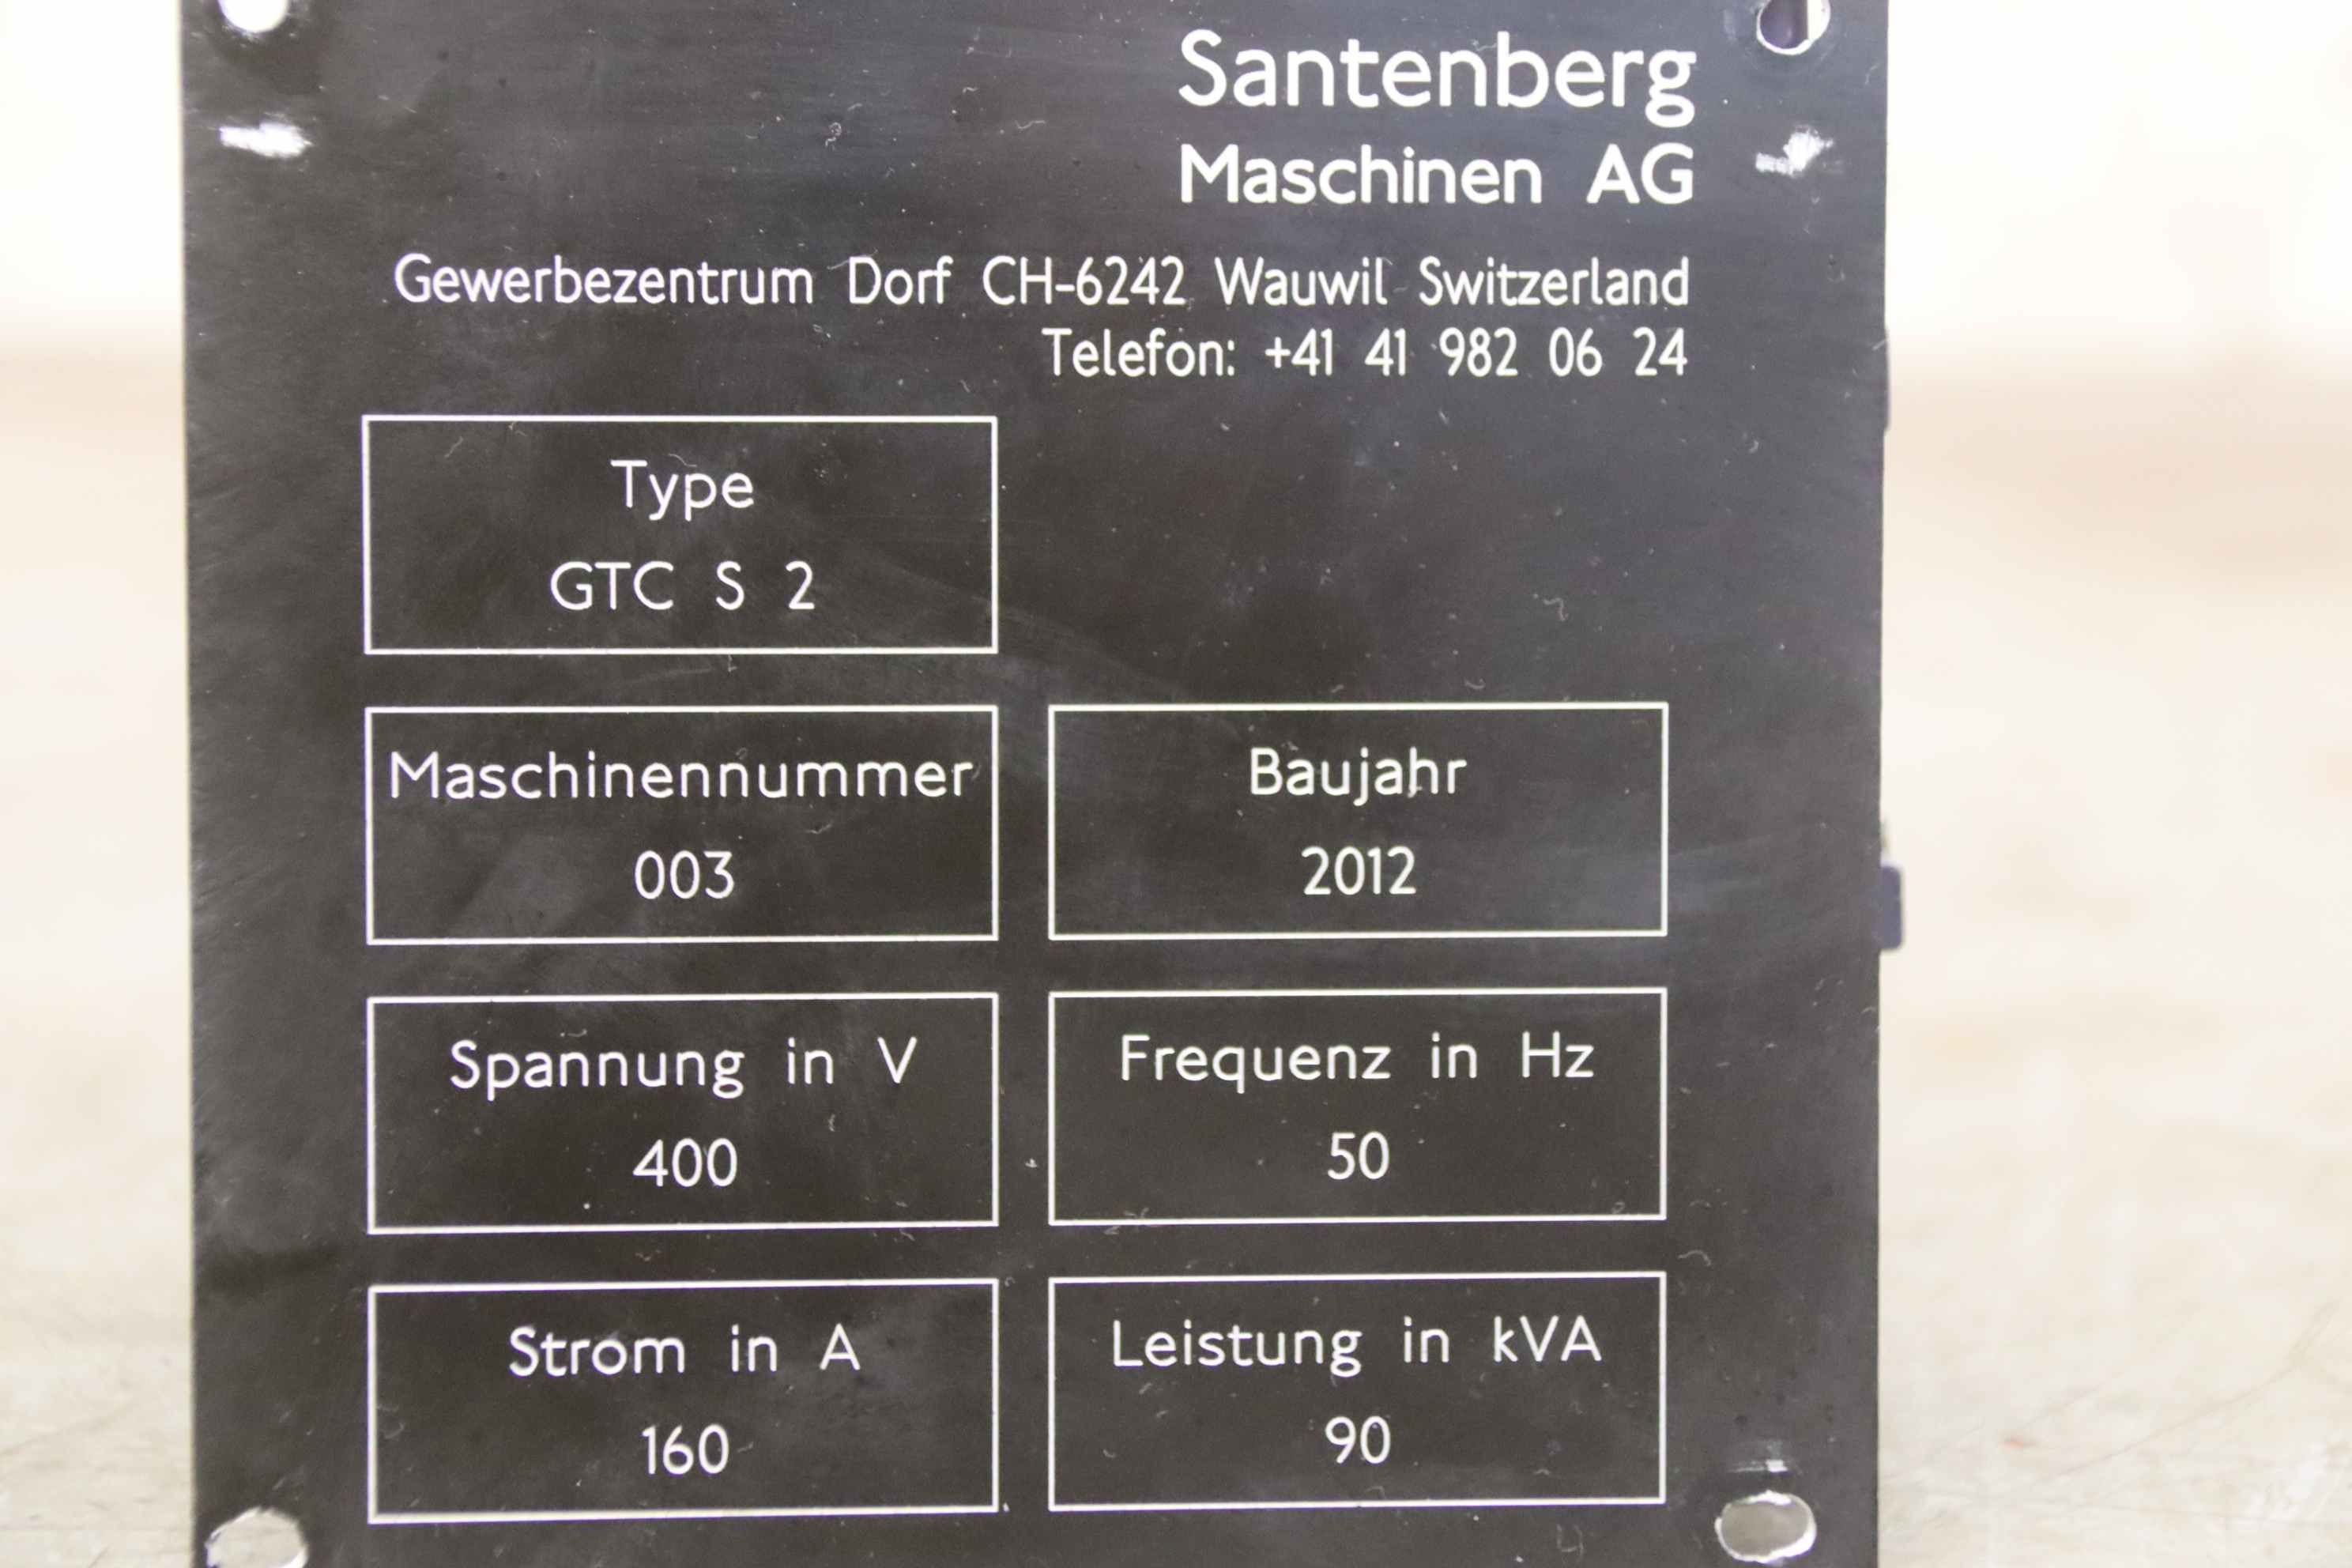 Santenberg
Maschinen AG
Gewerbezentrum Dorf CH-6242 Wauwil Switzerland
Telefon: +41 41 982 06 24
Type
GTC S 2
Maschinennummer
003
Baujahr
2012
Spannung in V
400
Frequenz in Hz
50
Strom in A
160
Leistung in kVA
90